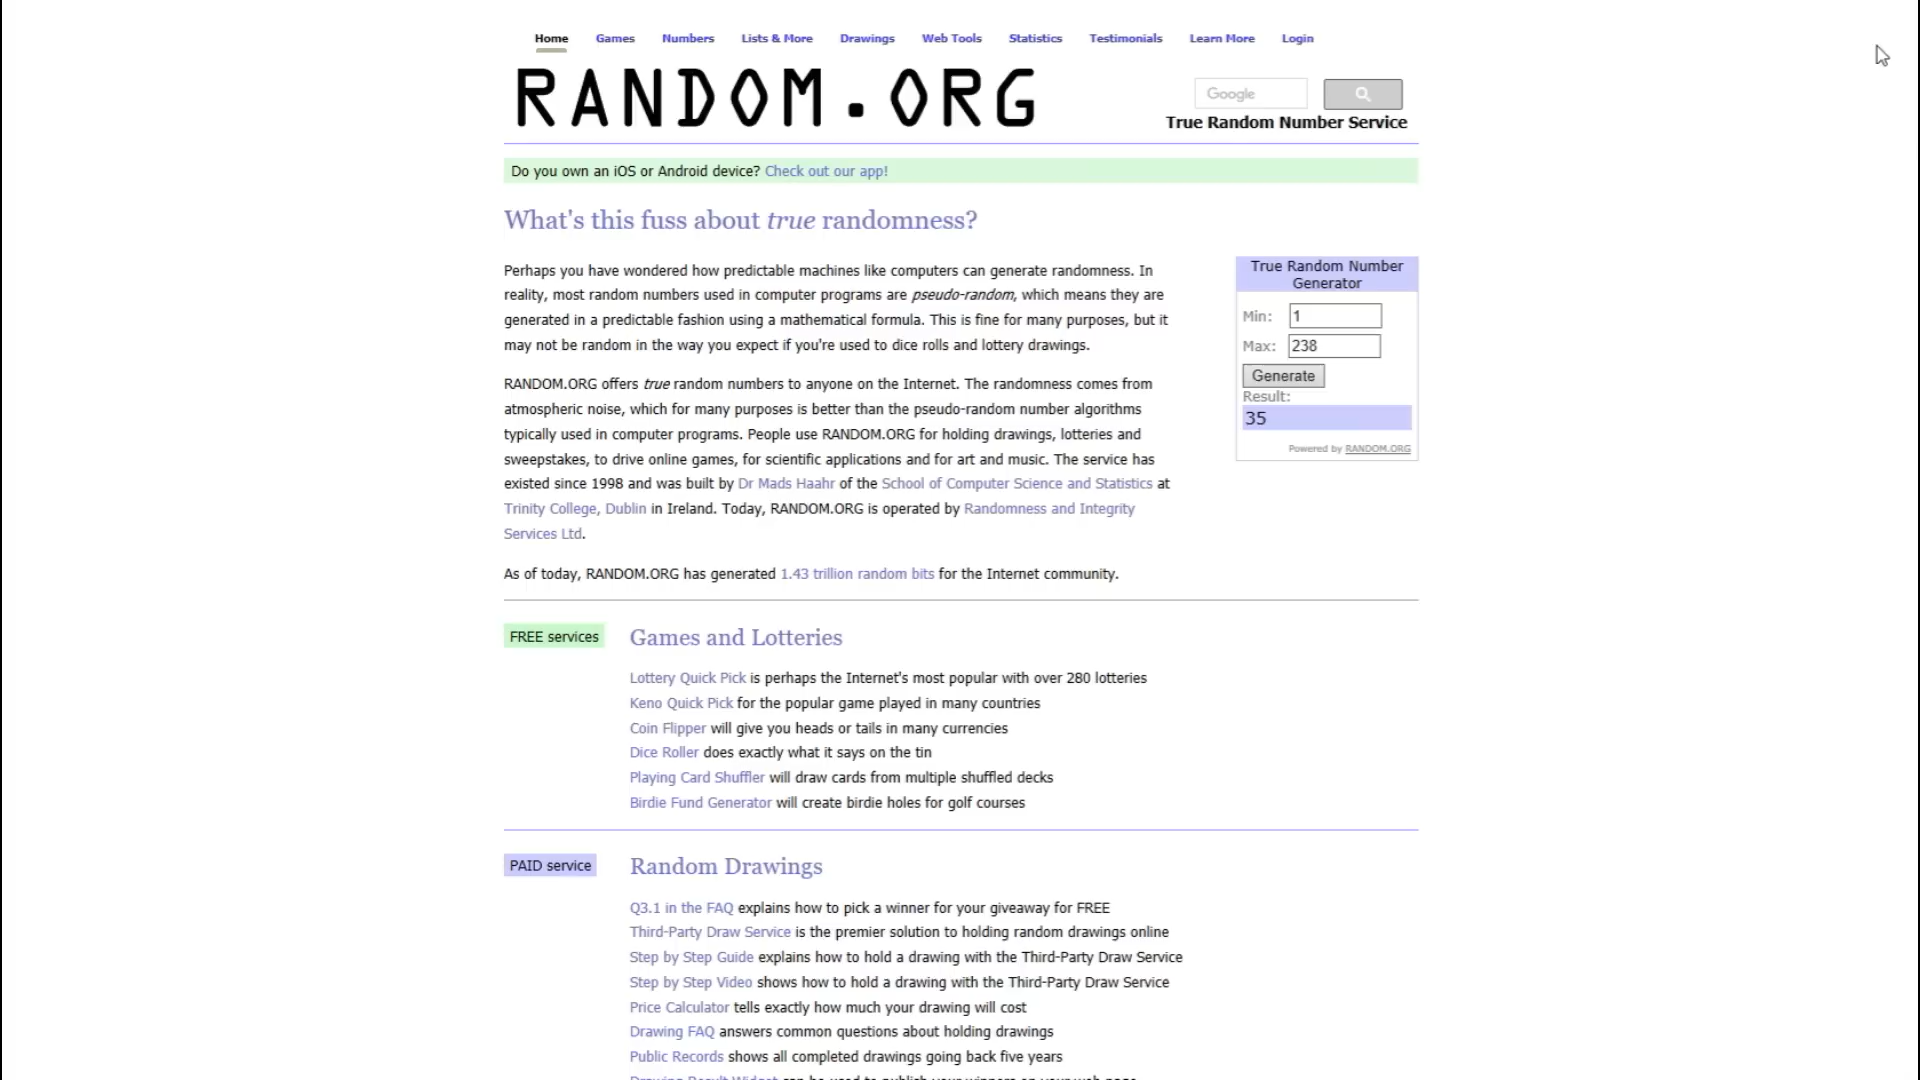 Home Games Numbers Lists & More Drawings Web Tools Statistics Testimonials Learn More Login
RANDOM.ORG
Google
True Random Number Service
Do you own an iOS or Android device? Check out our app!
What's this fuss about true randomness?
Perhaps you have wondered how predictable machines like computers can generate randomness. In
reality, most random numbers used in computer programs are pseudo-random, which means they are
generated in a predictable fashion using a mathematical formula. This is fine for many purposes, but it
may not be random in the way you expect if you're used to dice rolls and lottery drawings.
RANDOM.ORG offers true random numbers to anyone on the Internet. The randomness comes from
atmospheric noise, which for many purposes is better than the pseudo-random number algorithms
typically used in computer programs. People use RANDOM.ORG for holding drawings, lotteries and
sweepstakes, to drive online games, for scientific applications and for art and music. The service has
existed since 1998 and was built by Dr Mads Haahr of the School of Computer Science and Statistics at
Trinity College, Dublin in Ireland. Today, RANDOM.ORG is operated by Randomness and Integrity
Services Ltd.
As of today, RANDOM.ORG has generated 1.43 trillion random bits for the Internet community.
True Random Number
Generator
Min: 1
Max: 238
Generate
Result:
35
Powered by RANDOM.ORG
FREE services
Games and Lotteries
Lottery Quick Pick is perhaps the Internet's most popular with over 280 lotteries
Keno Quick Pick for the popular game played in many countries
Coin Flipper will give you heads or tails in many currencies
Dice Roller does exactly what it says on the tin
Playing Card Shuffler will draw cards from multiple shuffled decks
Birdie Fund Generator will create birdie holes for golf courses
PAID service
Random Drawings
Q3.1 in the FAQ explains how to pick a winner for your giveaway for FREE
Third-Party Draw Service is the premier solution to holding random drawings online
Step by Step Guide explains how to hold a drawing with the Third-Party Draw Service
Step by Step Video shows how to hold a drawing with the Third-Party Draw Service
Price Calculator tells exactly how much your drawing will cost
Drawing FAQ answers common questions about holding drawings
Public Records shows all completed drawings going back five years
Drawing Result Widget can be used to publish your winners on your web page